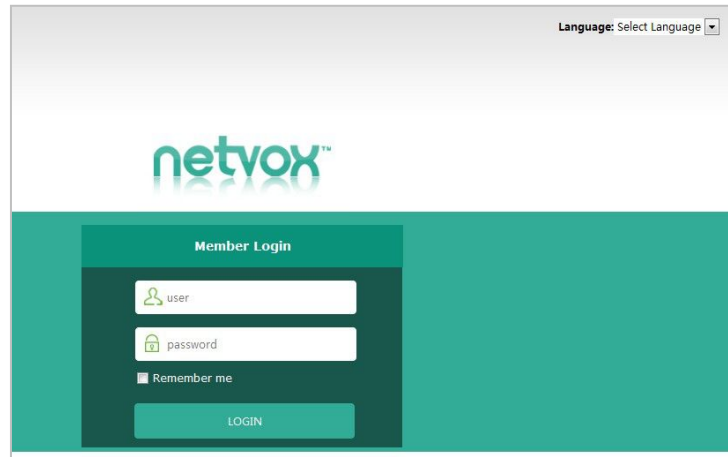 Language: Select Language
netvox™
Member Login
user
password
Remember me
LOGIN